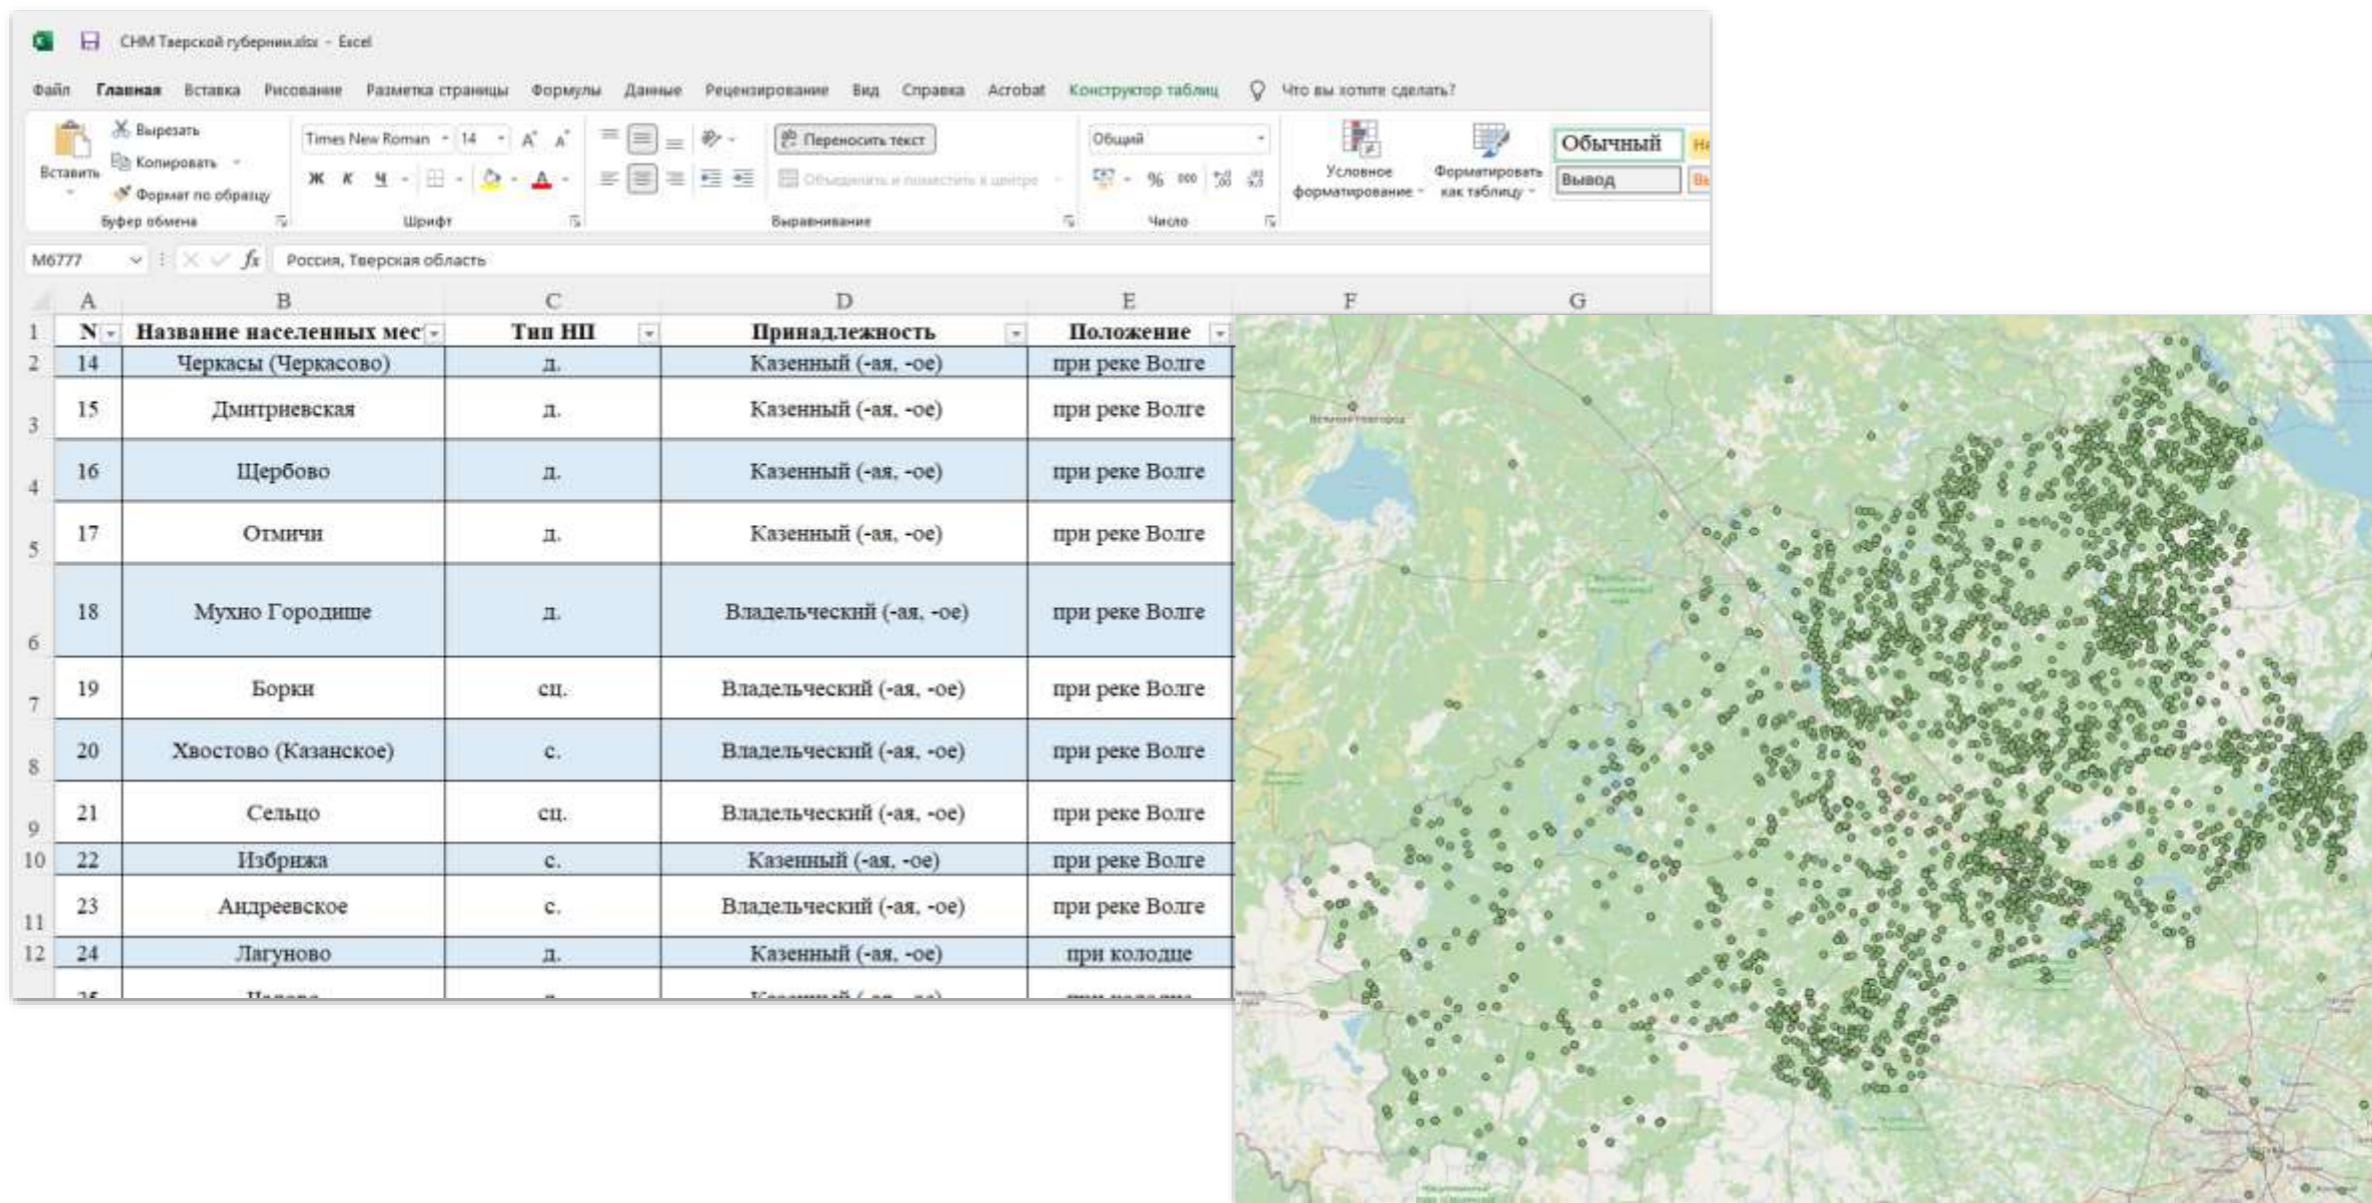 СНМ Тверской губернии.xlsx - Excel
Файл Главная Вставка Рисование Разметка страницы Формулы Данные Рецензирование Вид Справка Acrobat Конструктор таблиц Что вы хотите сделать?
Вставить
Вырезать
Копировать
Формат по образцу
Буфер обмена
Times New Roman 14
Ж К Ч
Шрифт
Переносить текст
Объединить и поместить в центре
Выравнивание
Общий
% 000
Число
Условное форматирование
Форматировать как таблицу
Обычный
Вывод
M6777 fx Россия, Тверская область
A B C D E F G
1 N Название населенных мес Тип НП Принадлежность Положение
2 14 Черкасы (Черкасово) д. Казенный (-ая, -ое) при реке Волге
3 15 Дмитриевская д. Казенный (-ая, -ое) при реке Волге
4 16 Щербово д. Казенный (-ая, -ое) при реке Волге
5 17 Отмичи д. Казенный (-ая, -ое) при реке Волге
6 18 Мухно Городище д. Владельческий (-ая, -ое) при реке Волге
7 19 Борки сц. Владельческий (-ая, -ое) при реке Волге
8 20 Хвостово (Казанское) с. Владельческий (-ая, -ое) при реке Волге
9 21 Сельцо сц. Владельческий (-ая, -ое) при реке Волге
10 22 Избрижа с. Казенный (-ая, -ое) при реке Волге
11 23 Андреевское с. Владельческий (-ая, -ое) при реке Волге
12 24 Лагуново д. Казенный (-ая, -ое) при колодце
Великий Новгород